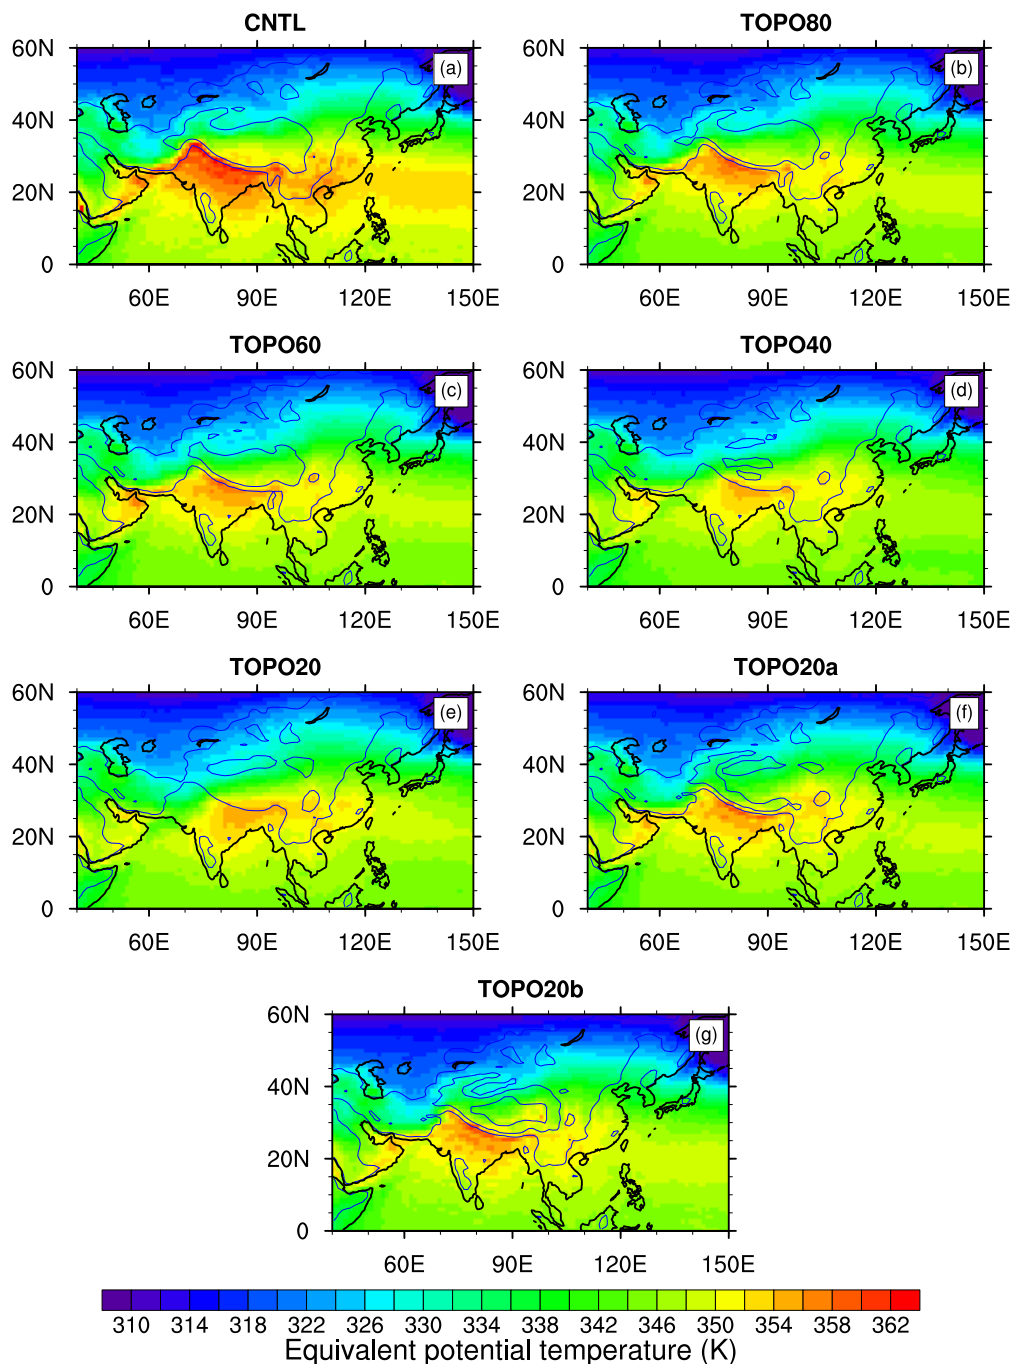 CNTL
TOPO80
60N (a)
60N (b)
40N
40N
20N
20N
0
0
60E 90E 120E 150E
60E 90E 120E 150E
TOPO60
TOPO40
60N (c)
60N (d)
40N
40N
20N
20N
0
0
60E 90E 120E 150E
60E 90E 120E 150E
TOPO20
TOPO20a
60N (e)
60N (f)
40N
40N
20N
20N
0
0
60E 90E 120E 150E
60E 90E 120E 150E
TOPO20b
60N (g)
40N
20N
0
60E 90E 120E 150E
310 314 318 322 326 330 334 338 342 346 350 354 358 362
Equivalent potential temperature (K)